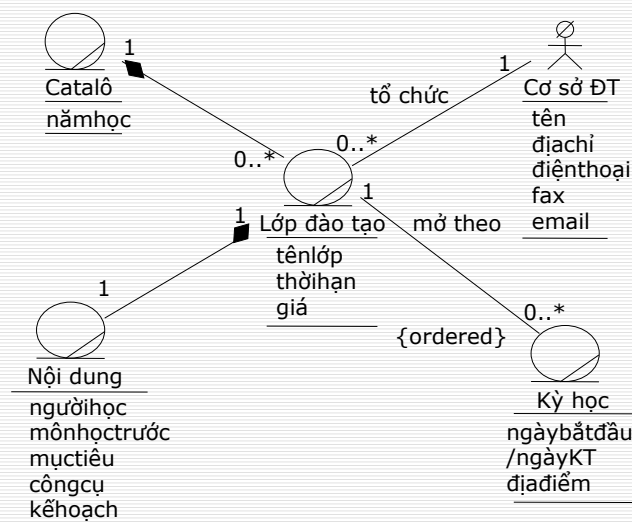 1
Catalô
nămhọc
1
Cơ sở ĐT
tên
địachỉ
điệnthoại
fax
email
tổ chức
0..*
0..*
1
Lớp đào tạo
tênlớp
thờihạn
giá
mở theo
1
1
{ordered}
0..*
Nội dung
ngườihọc
mônhọctrước
mụctiêu
côngcụ
kếhoạch
Kỳ học
ngàybắtđầu
/ngàyKT
địađiểm